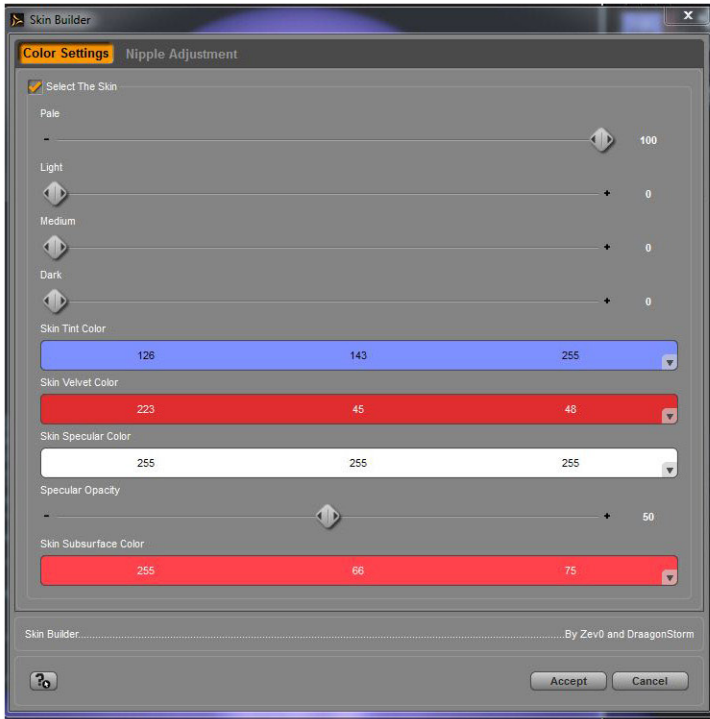 Skin Builder
x
Color Settings Nipple Adjustment
Select The Skin
Pale
- 100
Light
+ 0
Medium
+ 0
Dark
+ 0
Skin Tint Color
126 143 255
Skin Velvet Color
223 45 48
Skin Specular Color
255 255 255
Specular Opacity
- + 50
Skin Subsurface Color
255 66 75
Skin Builder..........................................................................................................................................................By Zev0 and DraagonStorm
?
Accept Cancel